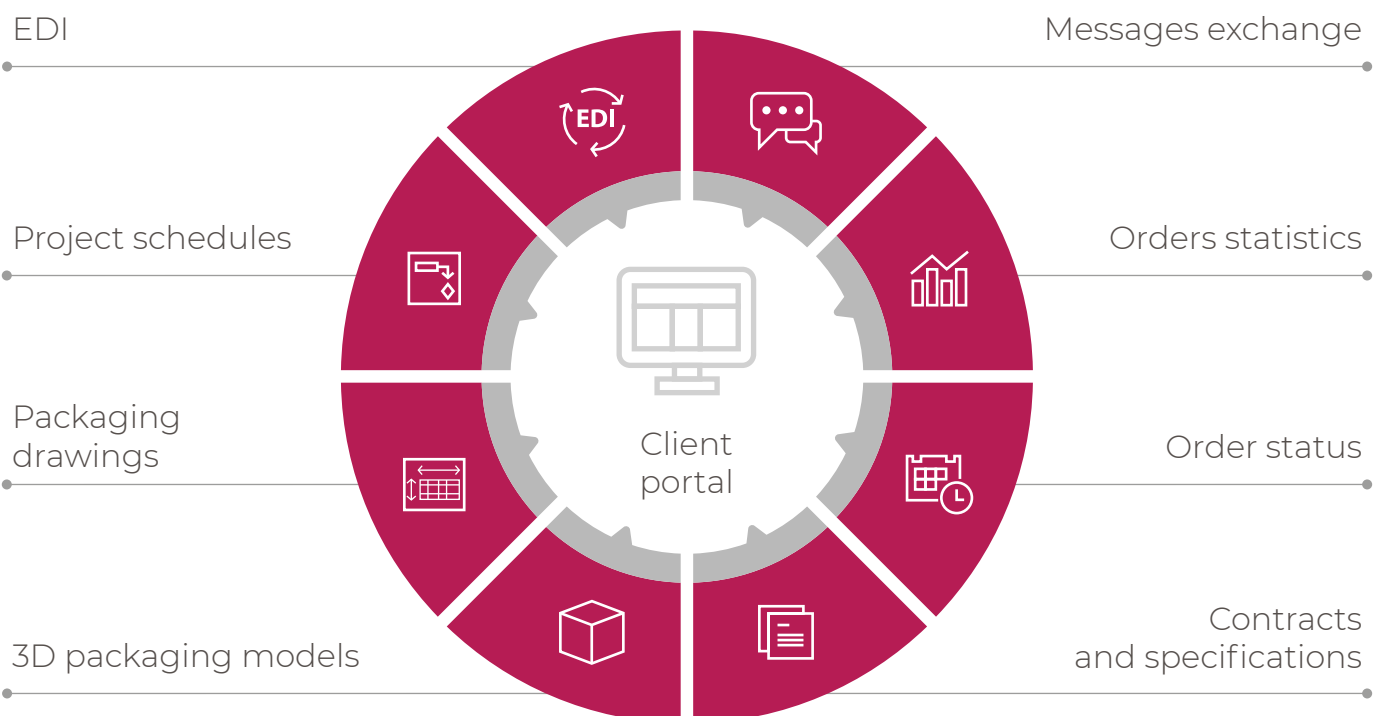 EDI
Messages exchange
EDI
Project schedules
Orders statistics
Packaging
drawings
Client
portal
Order status
3D packaging models
Contracts
and specifications